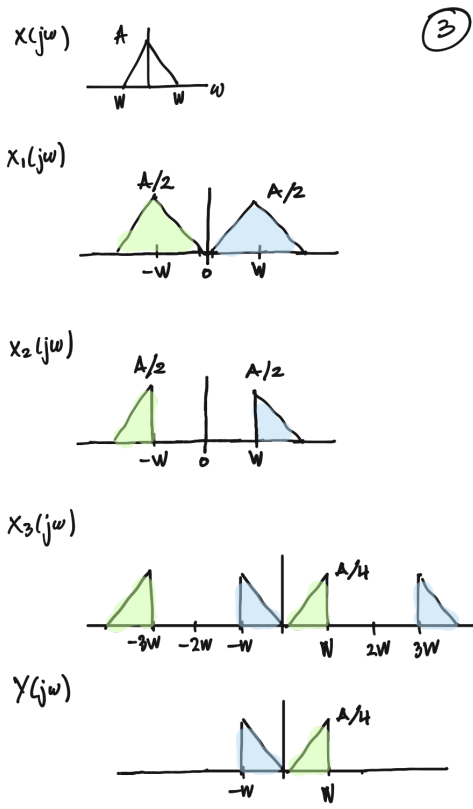 X(jω) A ③
W W ω
X₁(jω)
A/2 A/2
-W 0 W
X₂(jω)
A/2 A/2
-W 0 W
X₃(jω)
A/4
-3W -2W -W W 2W 3W
Y(jω)
A/4
-W W